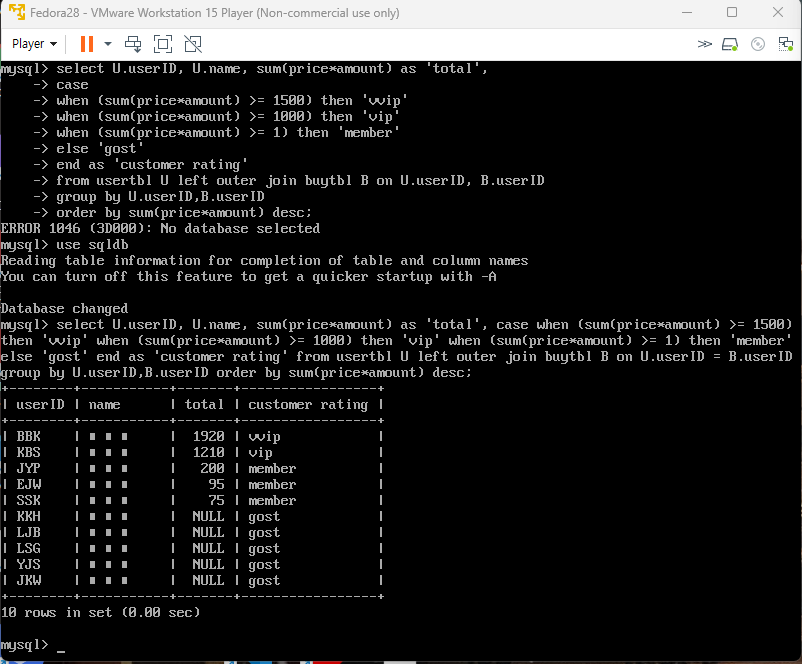 Fedora28 - VMware Workstation 15 Player (Non-commercial use only)
Player
mysql> select U.userID, U.name, sum(price*amount) as 'total',
    -> case
    -> when (sum(price*amount) >= 1500) then 'vvip'
    -> when (sum(price*amount) >= 1000) then 'vip'
    -> when (sum(price*amount) >= 1) then 'member'
    -> else 'gost'
    -> end as 'customer rating'
    -> from usertbl U left outer join buytbl B on U.userID, B.userID
    -> group by U.userID,B.userID
    -> order by sum(price*amount) desc;
ERROR 1046 (3D000): No database selected
mysql> use sqldb
Reading table information for completion of table and column names
You can turn off this feature to get a quicker startup with -A
Database changed
mysql> select U.userID, U.name, sum(price*amount) as 'total', case when (sum(price*amount) >= 1500)
then 'vvip' when (sum(price*amount) >= 1000) then 'vip' when (sum(price*amount) >= 1) then 'member'
else 'gost' end as 'customer rating' from usertbl U left outer join buytbl B on U.userID = B.userID
group by U.userID,B.userID order by sum(price*amount) desc;
+--------+-----------+-------+-----------------+
| userID | name      | total | customer rating |
+--------+-----------+-------+-----------------+
| BBK    | ■ ■ ■     |  1920 | vvip            |
| KBS    | ■ ■ ■     |  1210 | vip             |
| JYP    | ■ ■ ■     |   200 | member          |
| EJW    | ■ ■ ■     |    95 | member          |
| SSK    | ■ ■ ■     |    75 | member          |
| KKH    | ■ ■ ■     |  NULL | gost            |
| LJB    | ■ ■ ■     |  NULL | gost            |
| LSG    | ■ ■ ■     |  NULL | gost            |
| YJS    | ■ ■ ■     |  NULL | gost            |
| JKW    | ■ ■ ■     |  NULL | gost            |
+--------+-----------+-------+-----------------+
10 rows in set (0.00 sec)
mysql> _